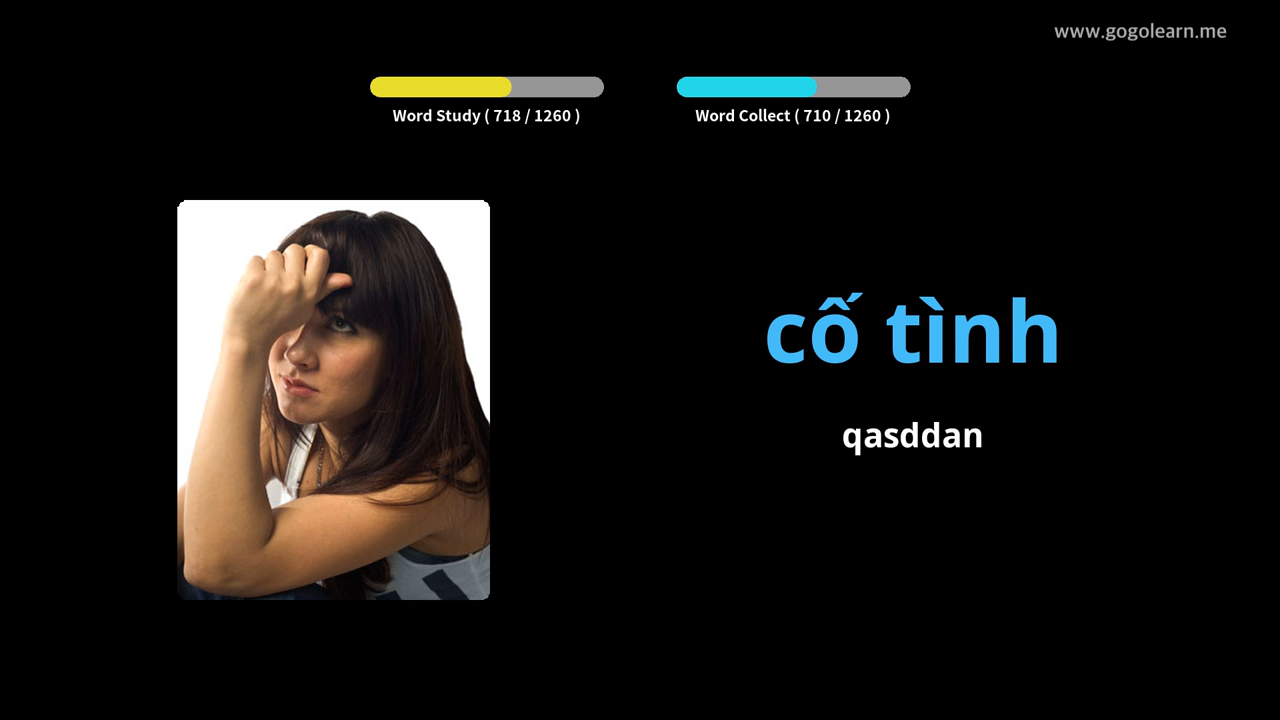 www.gogolearn.me
Word Study ( 718 / 1260 )
Word Collect ( 710 / 1260 )
cố tình
qasddan